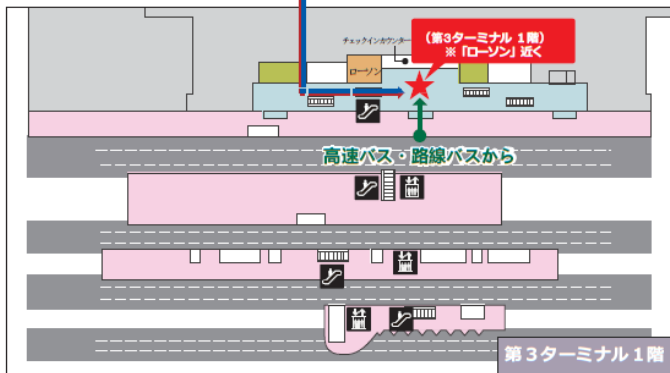 (第3ターミナル 1階)
※「ローソン」近く
チェックインカウンター
ローソン
高速バス・路線バスから
第3ターミナル1階